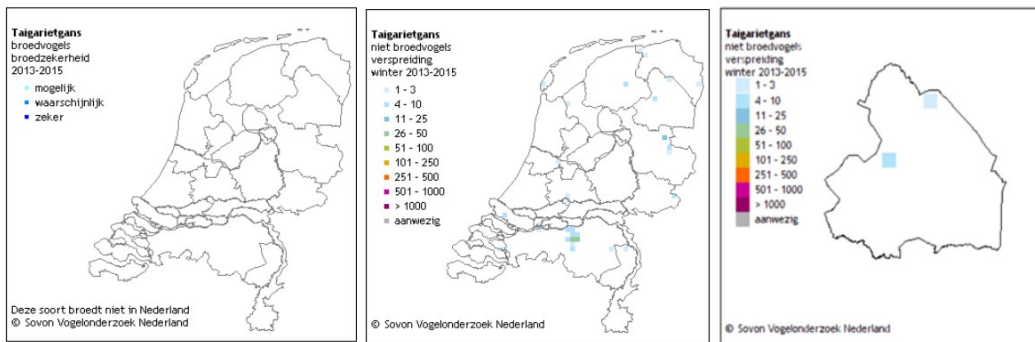 Taigarietgans
broedvogels
broedzekerheid
2013-2015
mogelijk
waarschijnlijk
zeker
Deze soort broedt niet in Nederland
© Sovon Vogelonderzoek Nederland
Taigarietgans
niet broedvogels
verspreiding
winter 2013-2015
1 - 3
4 - 10
11 - 25
26 - 50
51 - 100
101 - 250
251 - 500
501 - 1000
> 1000
aanwezig
© Sovon Vogelonderzoek Nederland
Taigarietgans
niet broedvogels
verspreiding
winter 2013-2015
1 - 3
4 - 10
11 - 25
26 - 50
51 - 100
101 - 250
251 - 500
501 - 1000
> 1000
aanwezig
© Sovon Vogelonderzoek Nederland